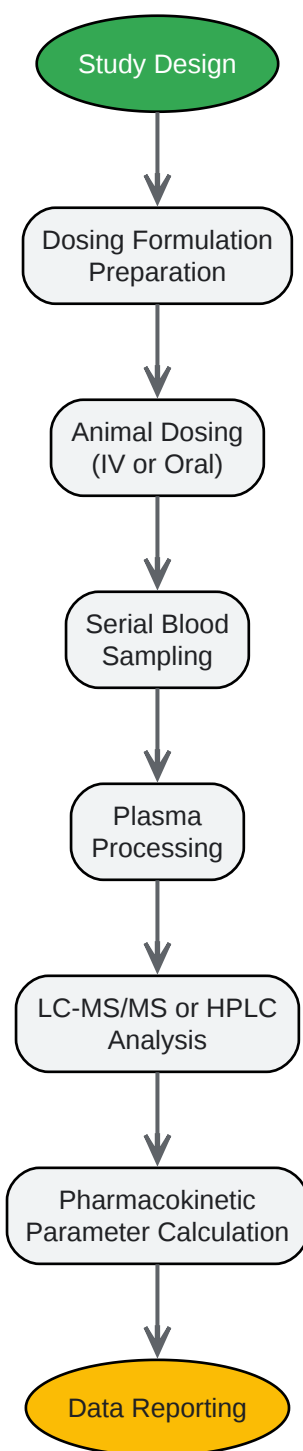 Study Design
Dosing Formulation
Preparation
Animal Dosing
(IV or Oral)
Serial Blood
Sampling
Plasma
Processing
LC-MS/MS or HPLC
Analysis
Pharmacokinetic
Parameter Calculation
Data Reporting